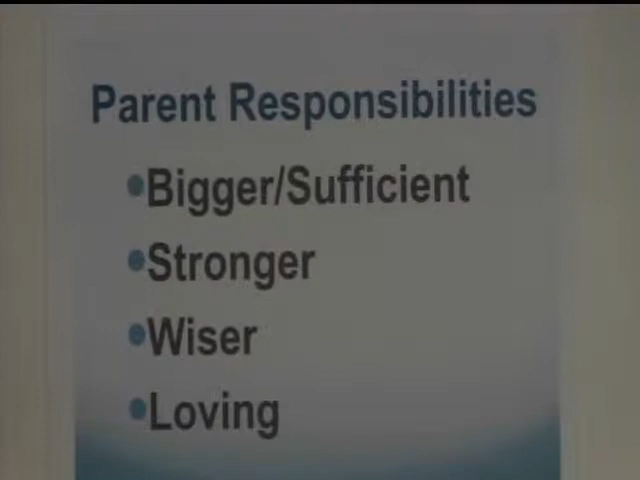 Parent Responsibilities
•Bigger/Sufficient
•Stronger
•Wiser
•Loving